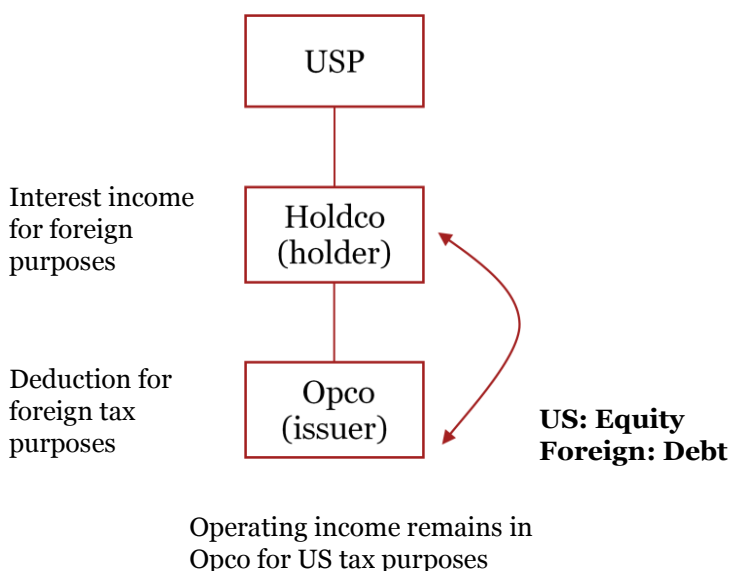 USP
Interest income
for foreign
purposes
Holdco
(holder)
Deduction for
foreign tax
purposes
Opco
(issuer)
US: Equity
Foreign: Debt
Operating income remains in
Opco for US tax purposes